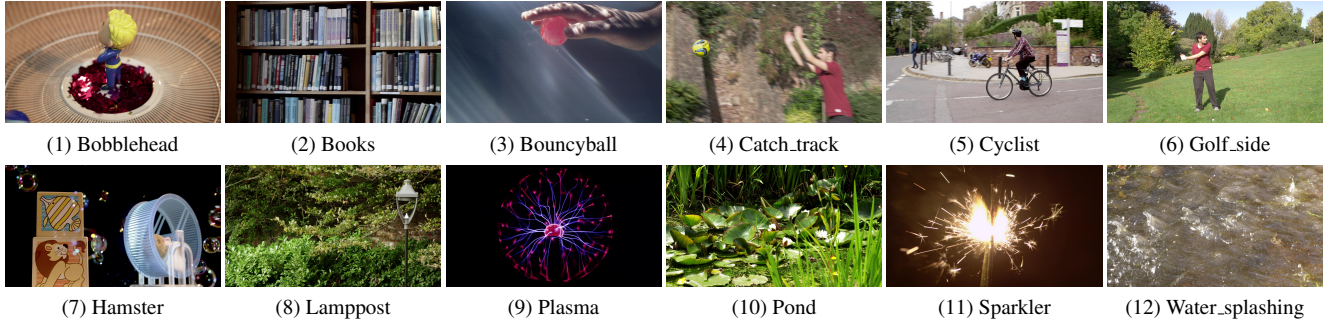 (1) Bobblehead
(2) Books
(3) Bouncyball
(4) Catch_track
(5) Cyclist
(6) Golf_side
(7) Hamster
(8) Lamppost
(9) Plasma
(10) Pond
(11) Sparkler
(12) Water_splashing